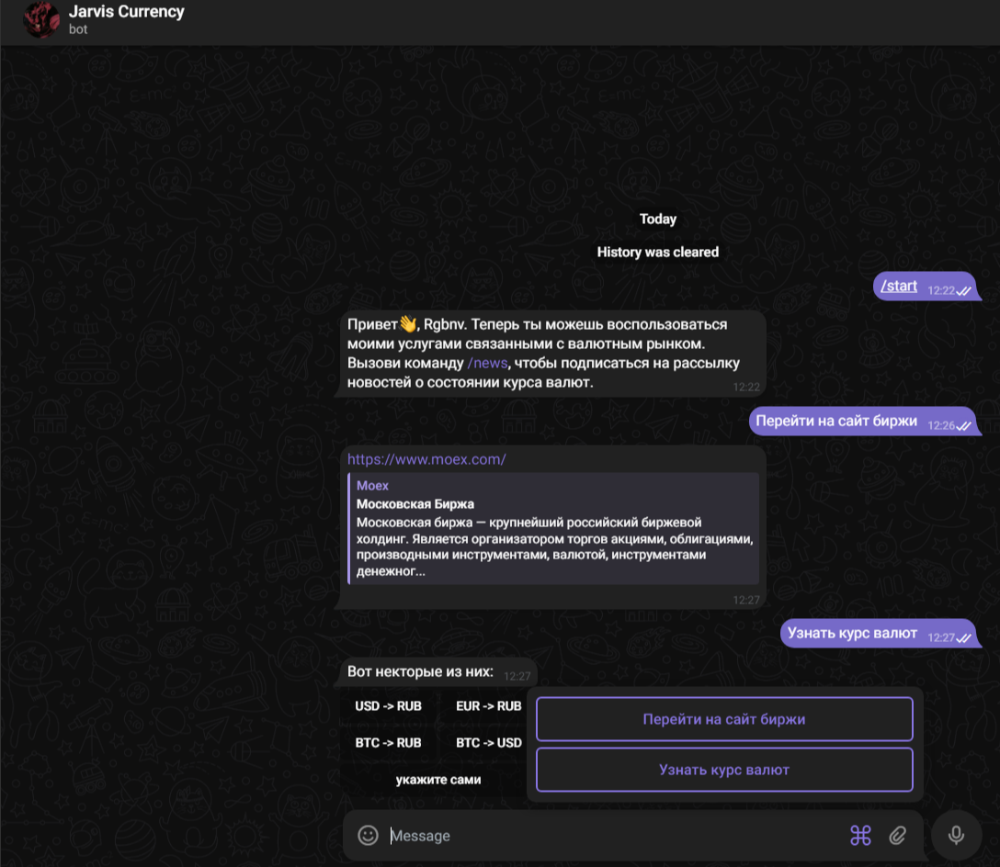 Jarvis Currency
bot
Today
History was cleared
/start 12:22
Привет👋, Rgbnv. Теперь ты можешь воспользоваться
моими услугами связанными с валютным рынком.
Вызови команду /news, чтобы подписаться на рассылку
новостей о состоянии курса валют.
12:22
Перейти на сайт биржи 12:26
https://www.moex.com/
Moex
Московская Биржа
Московская биржа — крупнейший российский биржевой
холдинг. Является организатором торгов акциями, облигациями,
производными инструментами, валютой, инструментами
денежног...
12:27
Узнать курс валют 12:27
Вот некторые из них: 12:27
USD -> RUB EUR -> RUB
BTC -> RUB BTC -> USD
укажите сами
Перейти на сайт биржи
Узнать курс валют
Message